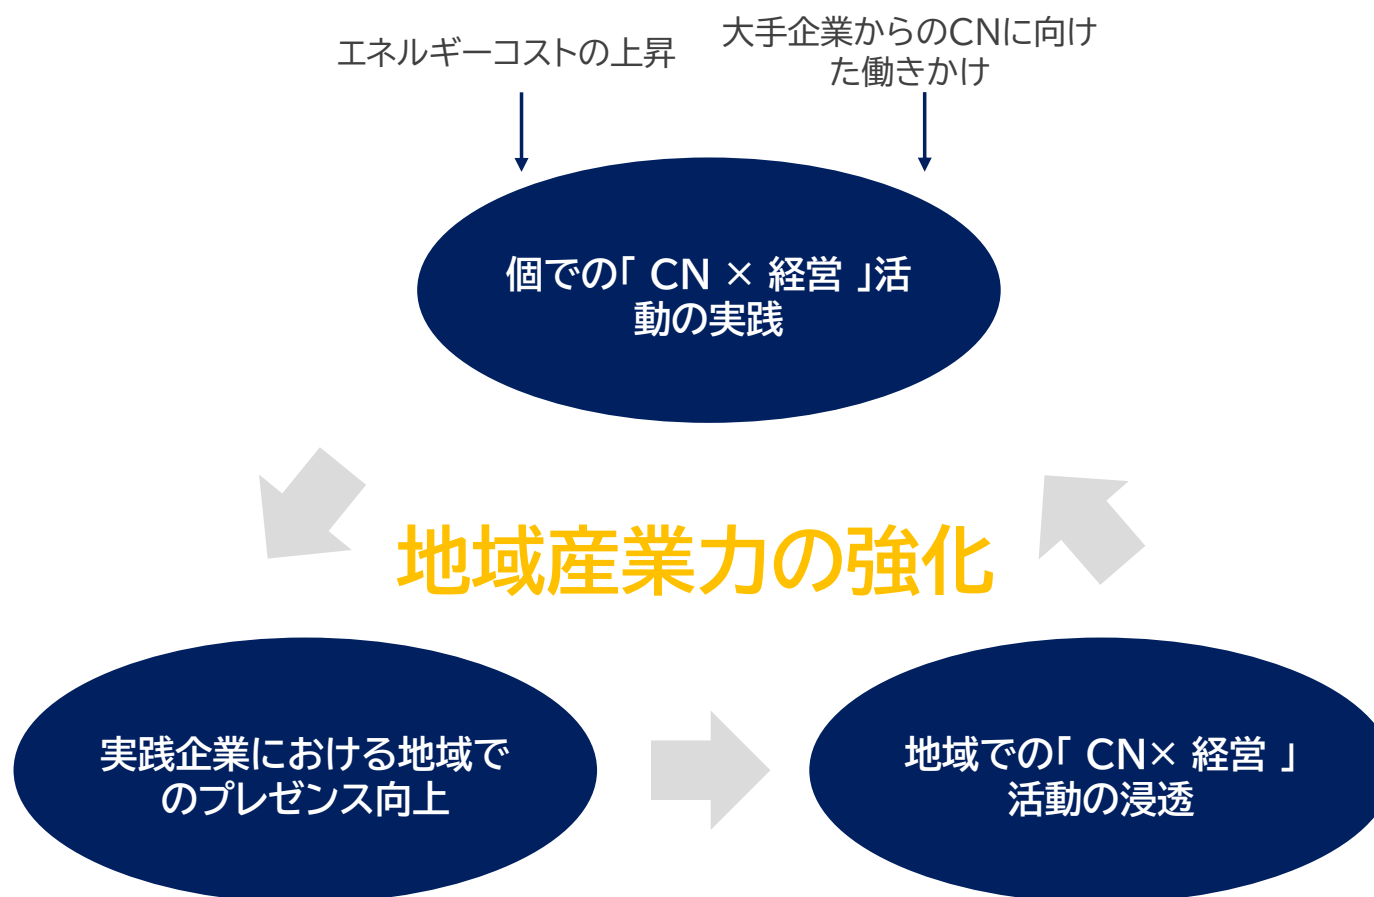 エネルギーコストの上昇
大手企業からのCNに向け
た働きかけ
個での「 CN × 経営 」活
動の実践
地域産業力の強化
実践企業における地域で
のプレゼンス向上
地域での「 CN× 経営 」
活動の浸透